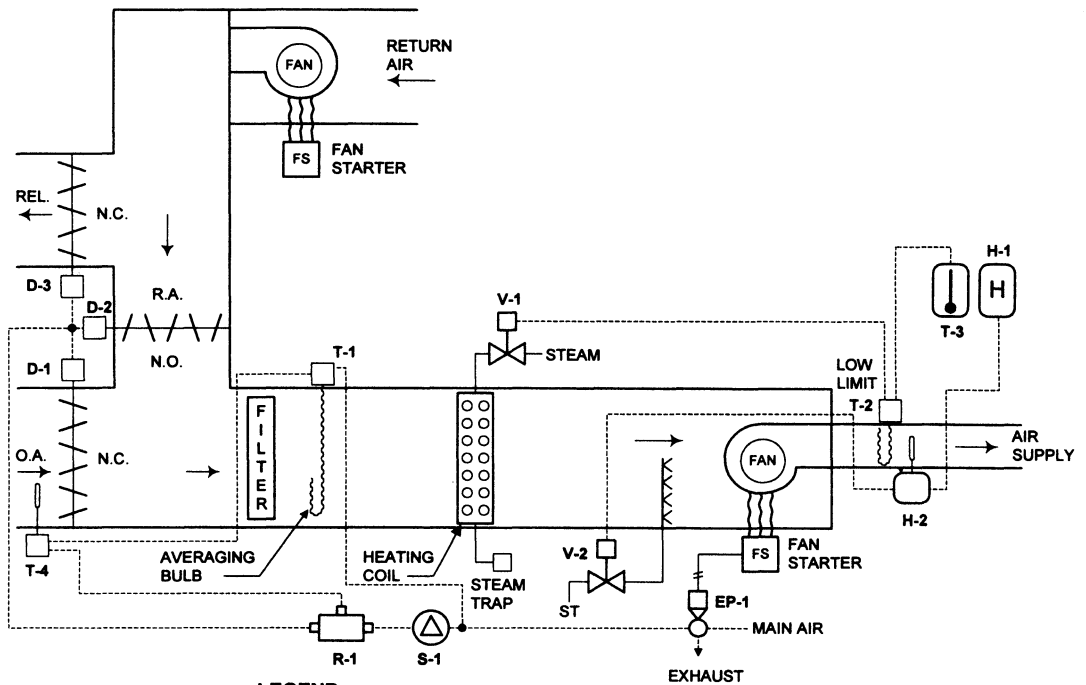 RETURN
AIR
FAN
FS
FAN
STARTER
REL.
N.C.
D-3
D-2
R.A.
N.O.
D-1
H-1
H
T-3
V-1
STEAM
T-1
LOW
LIMIT
T-2
FILTER
O.A.
N.C.
AIR
SUPPLY
FAN
H-2
T-4
AVERAGING
BULB
HEATING
COIL
STEAM
TRAP
V-2
ST
FS
FAN
STARTER
EP-1
R-1
S-1
MAIN AIR
EXHAUST